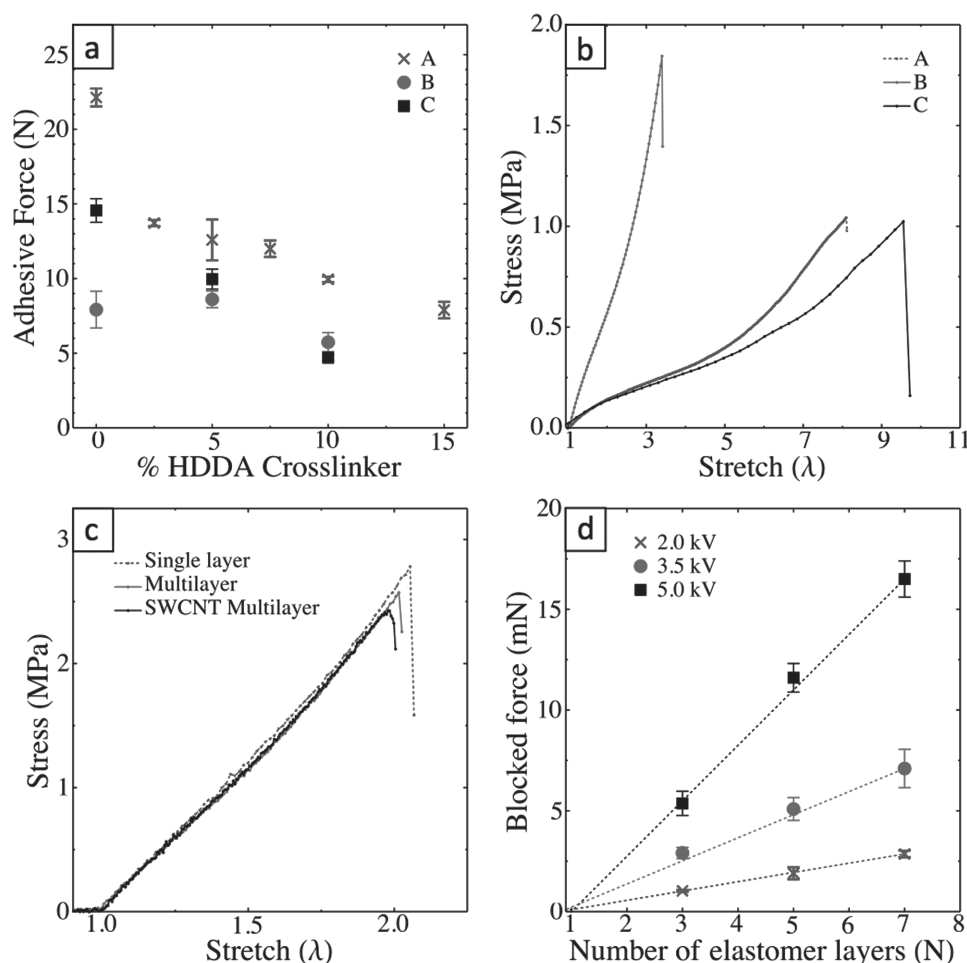 a
A
B
C
Adhesive Force (N)
25
20
15
10
5
0
0
5
10
15
% HDDA Crosslinker
b
A
B
C
Stress (MPa)
2.0
1.5
1.0
0.5
0.0
1
3
5
7
9
11
Stretch (λ)
c
Single layer
Multilayer
SWCNT Multilayer
Stress (MPa)
3
2
1
0
1.0
1.5
2.0
Stretch (λ)
d
2.0 kV
3.5 kV
5.0 kV
Blocked force (mN)
20
15
10
5
0
1
2
3
4
5
6
7
8
Number of elastomer layers (N)